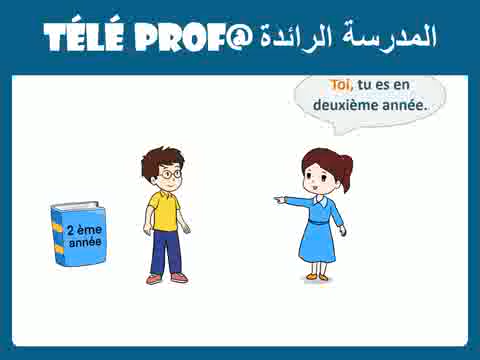 TÉLÉ PROF@ المدرسة الرائدة
Toi, tu es en
deuxième année.
2 ème
année